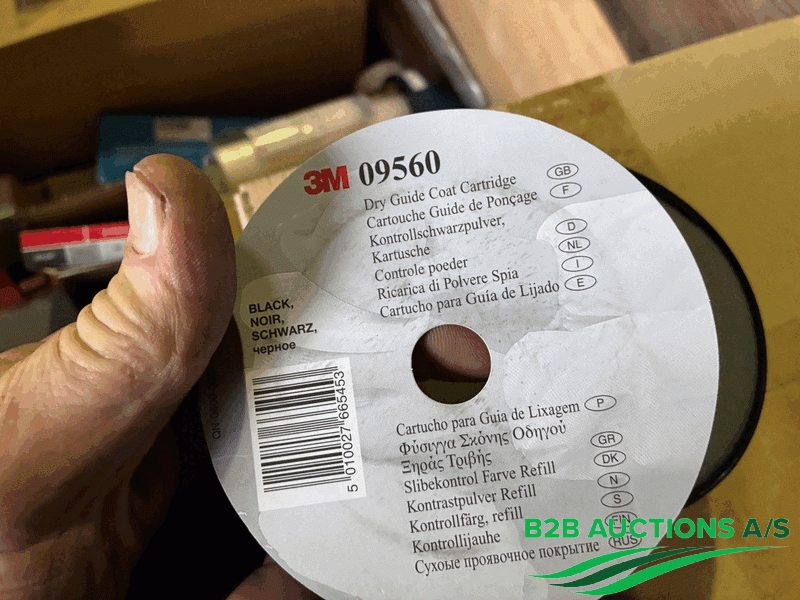 3M 09560
Dry Guide Coat Cartridge GB
Cartouche Guide de Ponçage F
Kontrollschwarzpulver,
Kartusche D
Controle poeder NL
Ricarica di Polvere Spia I
Cartucho para Guía de Lijado E
BLACK,
NOIR,
SCHWARZ,
черное
5 010027 665453
Cartucho para Guia de Lixagem P
Φύσιγγα Σκόνης Οδηγού
Ξηράς Τριβής GR
Slibekontrol Farve Refill DK
Kontrastpulver Refill N
Kontrollfärg, refill S
Kontrollijauhe FIN
Сухоые проявочное покрытие RUS
B2B AUCTIONS A/S